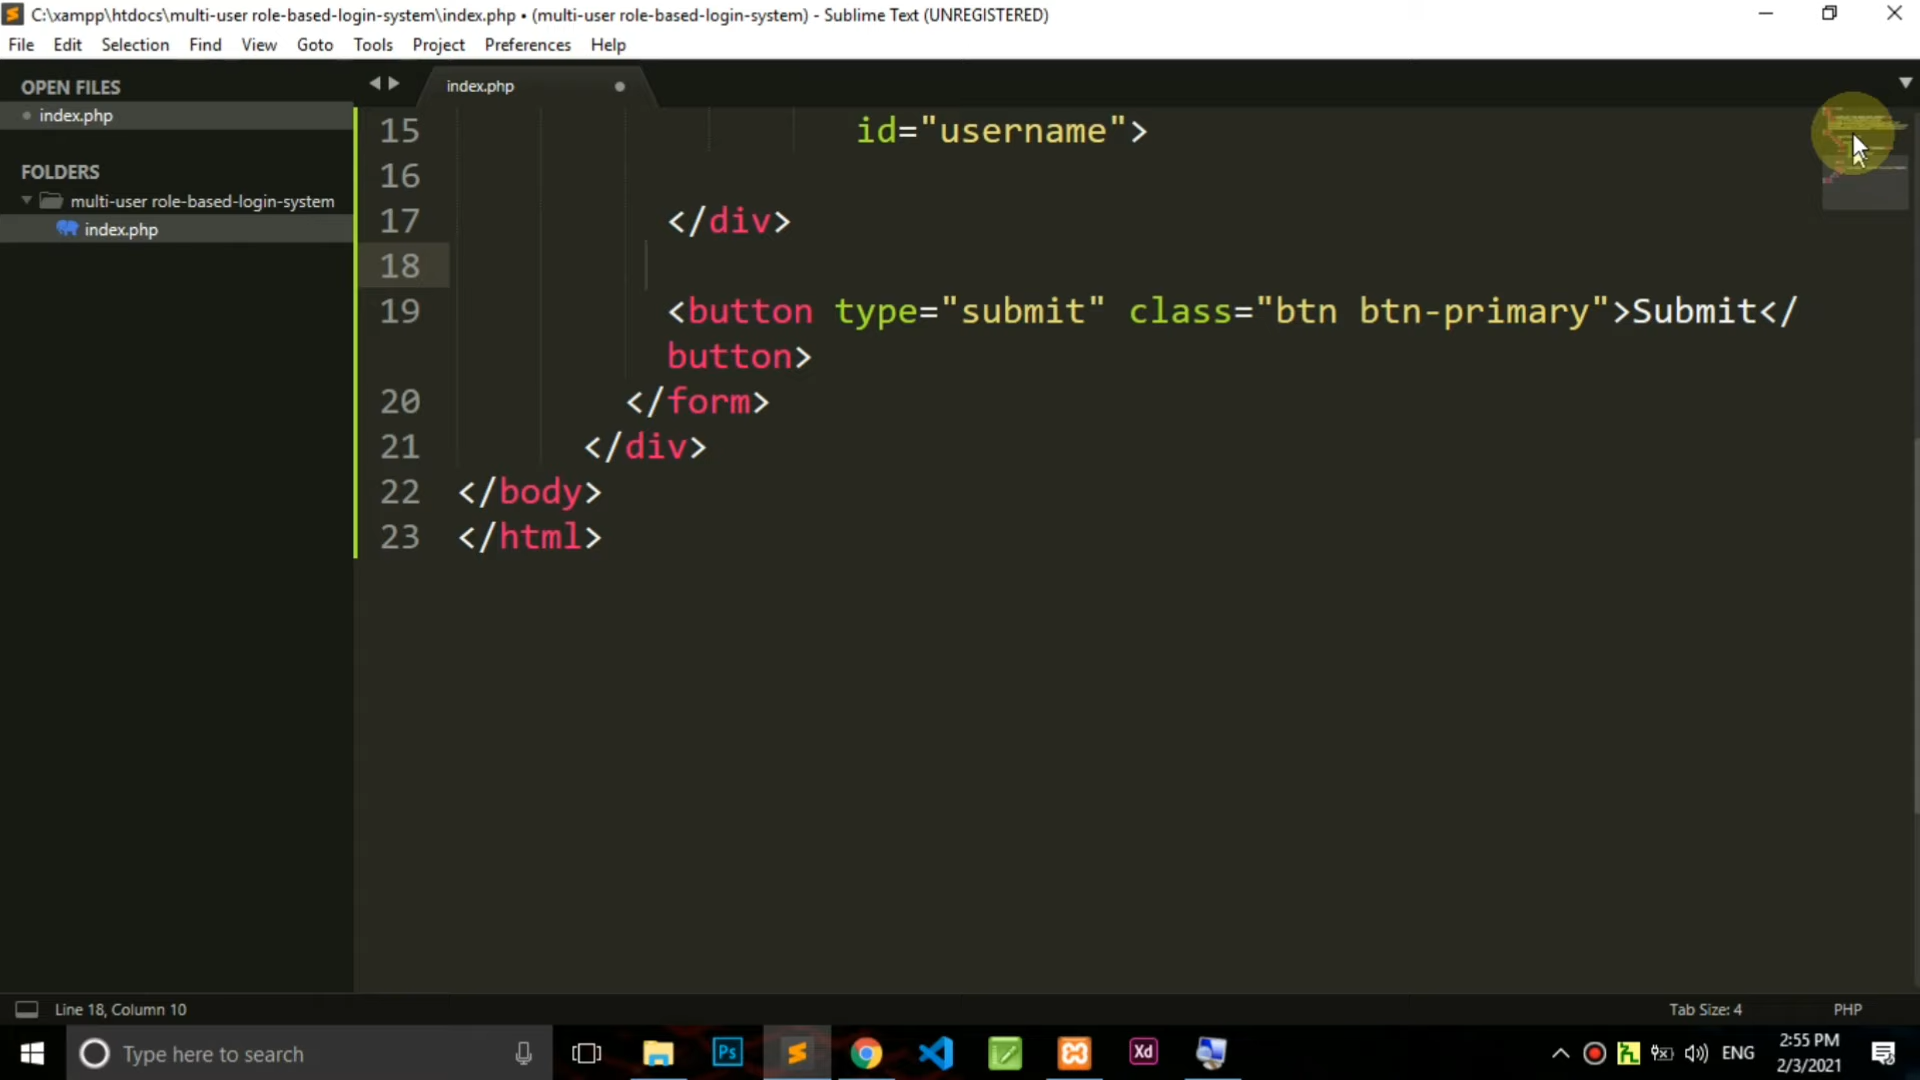 C:\xampp\htdocs\multi-user role-based-login-system\index.php • (multi-user role-based-login-system) - Sublime Text (UNREGISTERED)
File Edit Selection Find View Goto Tools Project Preferences Help
OPEN FILES
index.php
FOLDERS
multi-user role-based-login-system
index.php
index.php
15 id="username">
16
17 </div>
18
19 <button type="submit" class="btn btn-primary">Submit</
button>
20 </form>
21 </div>
22 </body>
23 </html>
Line 18, Column 10
Tab Size: 4
PHP
Type here to search
Ps
Xd
ENG
2:55 PM
2/3/2021